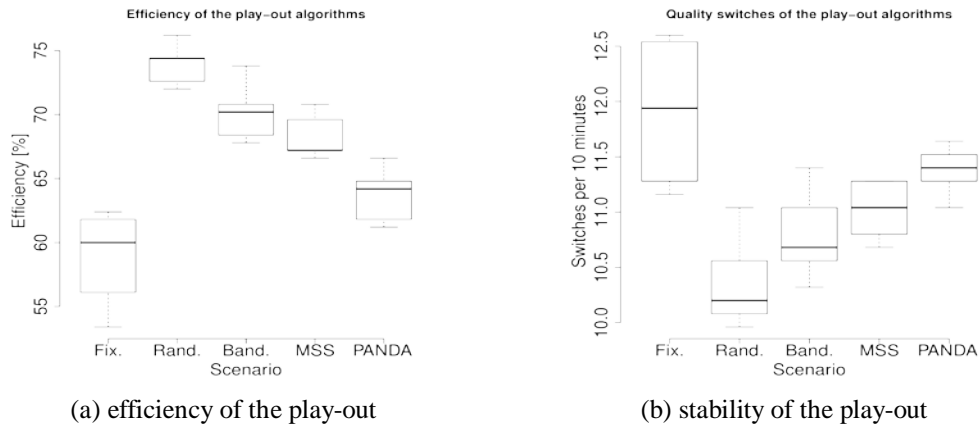 Efficiency of the play-out algorithms
Efficiency [%]
75
70
65
60
55
Fix. Rand. Band. MSS PANDA
Scenario
(a) efficiency of the play-out
Quality switches of the play-out algorithms
Switches per 10 minutes
12.5
12.0
11.5
11.0
10.5
10.0
Fix. Rand. Band. MSS PANDA
Scenario
(b) stability of the play-out